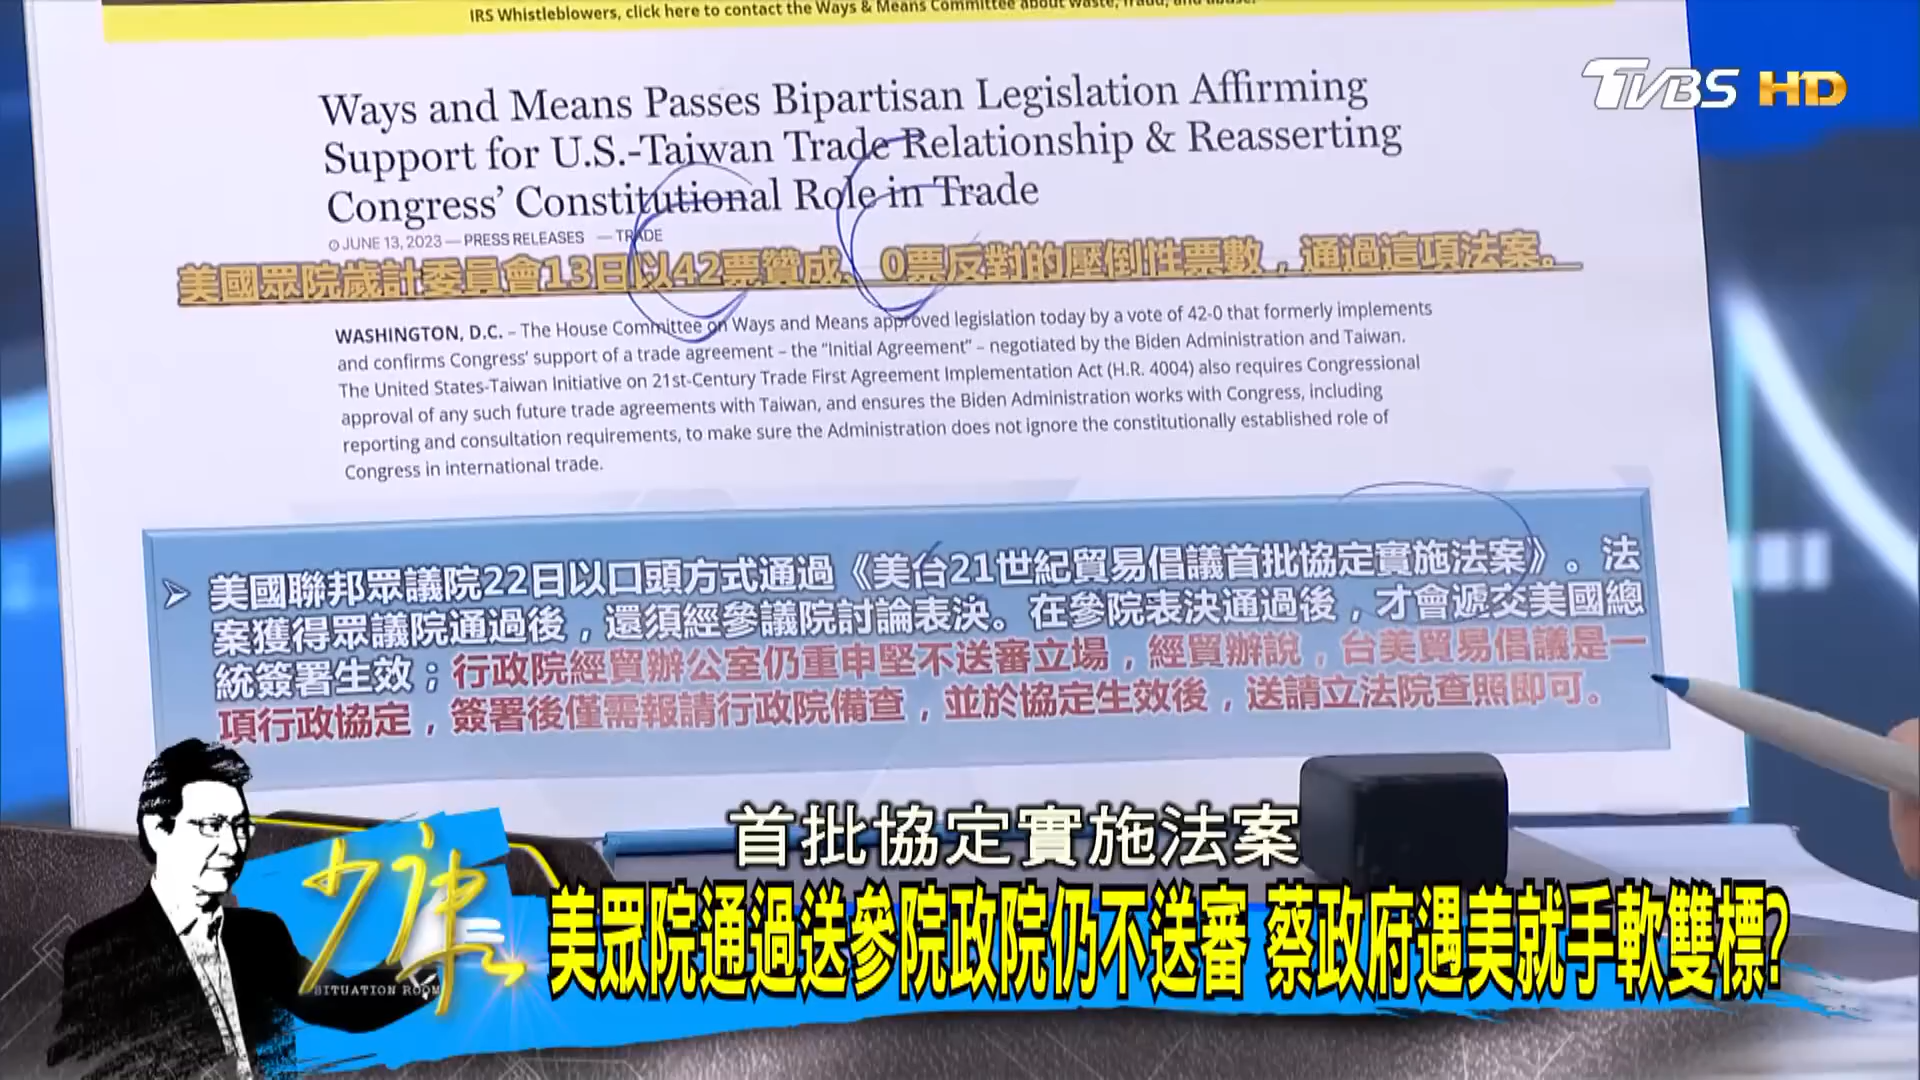 IRS Whistleblowers, click here to contact the Ways & Means Committee about waste, fraud, and abuse.
TVBS HD
Ways and Means Passes Bipartisan Legislation Affirming
Support for U.S.-Taiwan Trade Relationship & Reasserting
Congress' Constitutional Role in Trade
JUNE 13, 2023 — PRESS RELEASES — TRADE
美國眾院歲計委員會13日以42票贊成、0票反對的壓倒性票數，通過這項法案。
WASHINGTON, D.C. – The House Committee on Ways and Means approved legislation today by a vote of 42-0 that formerly implements
and confirms Congress' support of a trade agreement – the "Initial Agreement" – negotiated by the Biden Administration and Taiwan.
The United States-Taiwan Initiative on 21st-Century Trade First Agreement Implementation Act (H.R. 4004) also requires Congressional
approval of any such future trade agreements with Taiwan, and ensures the Biden Administration works with Congress, including
reporting and consultation requirements, to make sure the Administration does not ignore the constitutionally established role of
Congress in international trade.
美國聯邦眾議院22日以口頭方式通過《美台21世紀貿易倡議首批協定實施法案》。法
案獲得眾議院通過後，還須經參議院討論表決。在參院表決通過後，才會遞交美國總
統簽署生效；行政院經貿辦公室仍重申堅不送審立場，經貿辦說，台美貿易倡議是一
項行政協定，簽署後僅需報請行政院備查，並於協定生效後，送請立法院查照即可。
首批協定實施法案
少康
SITUATION ROOM
美眾院通過送參院政院仍不送審 蔡政府遇美就手軟雙標?